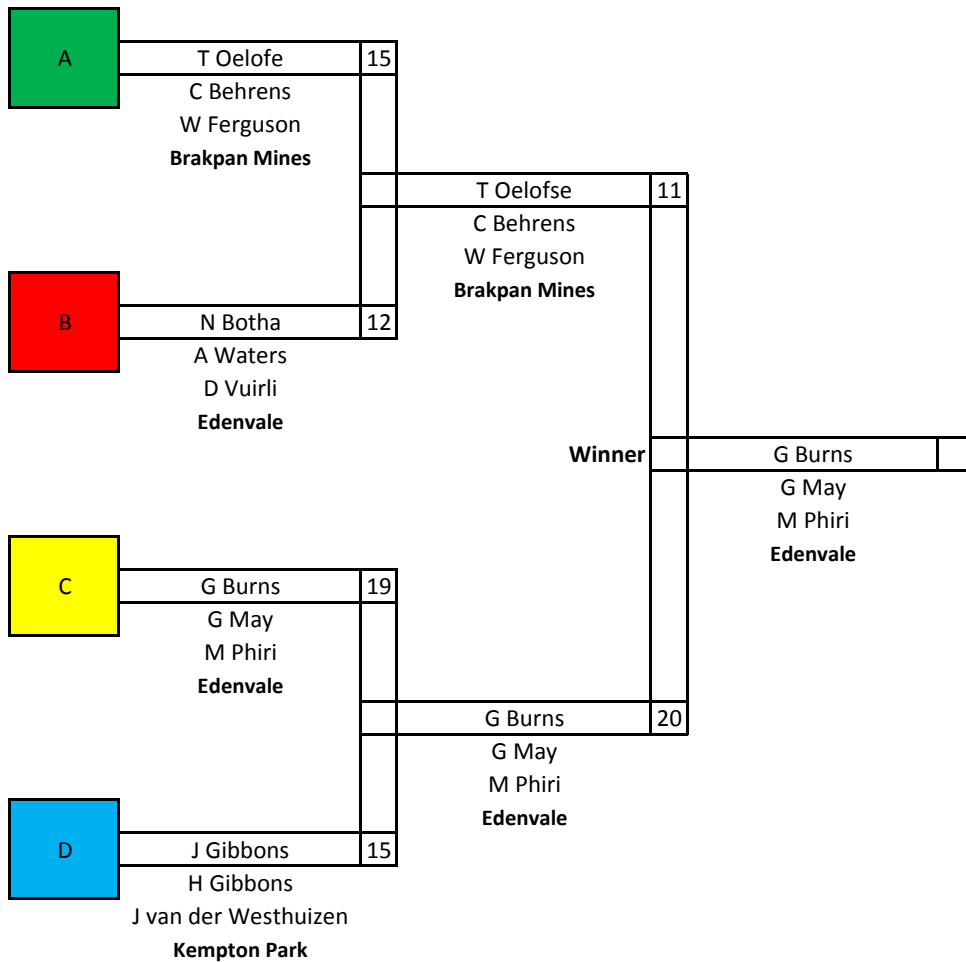 A
T Oelofe 15
C Behrens
W Ferguson
Brakpan Mines
T Oelofse 11
C Behrens
W Ferguson
Brakpan Mines
B
N Botha 12
A Waters
D Vuirli
Edenvale
Winner
G Burns
G May
M Phiri
Edenvale
C
G Burns 19
G May
M Phiri
Edenvale
G Burns 20
G May
M Phiri
Edenvale
D
J Gibbons 15
H Gibbons
J van der Westhuizen
Kempton Park